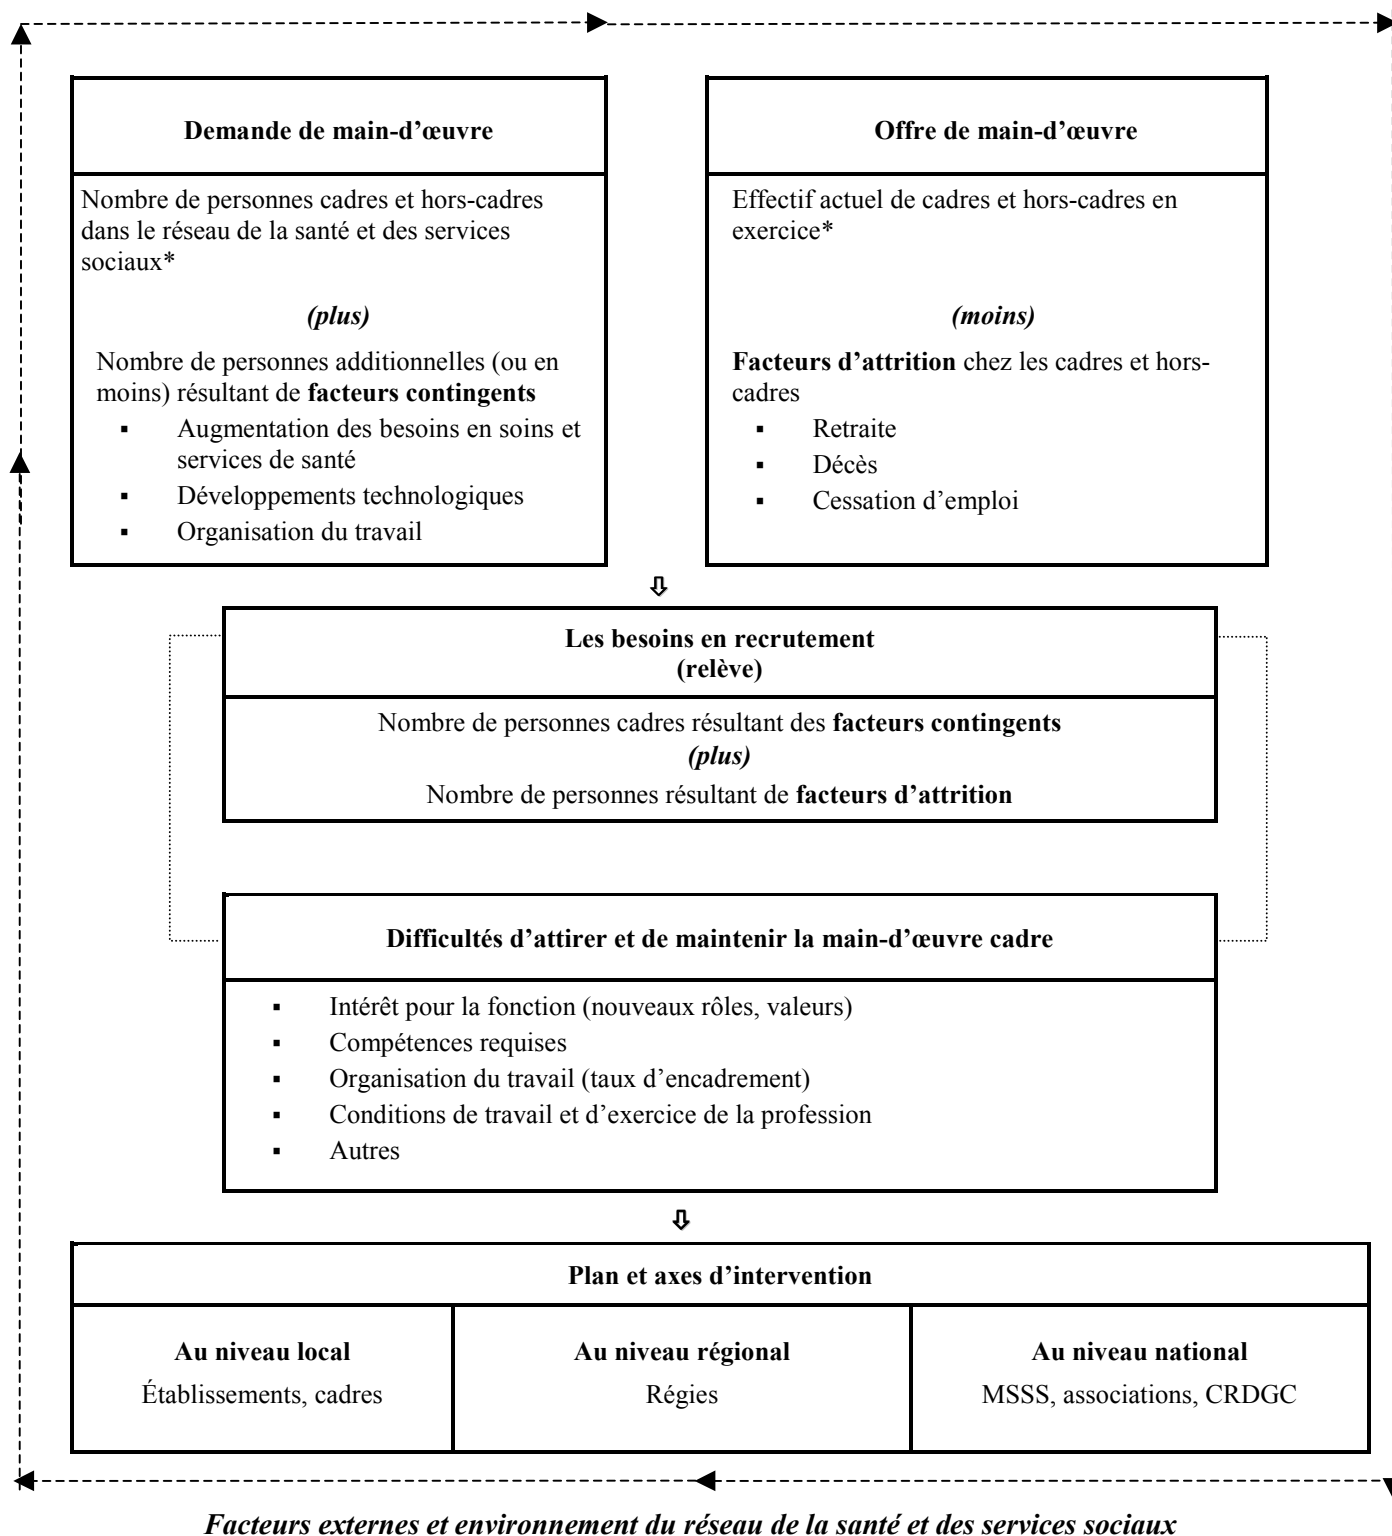 Demande de main-d’œuvre
Nombre de personnes cadres et hors-cadres
dans le réseau de la santé et des services
sociaux*
(plus)
Nombre de personnes additionnelles (ou en
moins) résultant de facteurs contingents
▪ Augmentation des besoins en soins et
services de santé
▪ Développements technologiques
▪ Organisation du travail
Offre de main-d’œuvre
Effectif actuel de cadres et hors-cadres en
exercice*
(moins)
Facteurs d’attrition chez les cadres et hors-
cadres
▪ Retraite
▪ Décès
▪ Cessation d’emploi
Les besoins en recrutement
(relève)
Nombre de personnes cadres résultant des facteurs contingents
(plus)
Nombre de personnes résultant de facteurs d’attrition
Difficultés d’attirer et de maintenir la main-d’œuvre cadre
▪ Intérêt pour la fonction (nouveaux rôles, valeurs)
▪ Compétences requises
▪ Organisation du travail (taux d’encadrement)
▪ Conditions de travail et d’exercice de la profession
▪ Autres
Plan et axes d’intervention
Au niveau local
Établissements, cadres
Au niveau régional
Régies
Au niveau national
MSSS, associations, CRDGC
Facteurs externes et environnement du réseau de la santé et des services sociaux